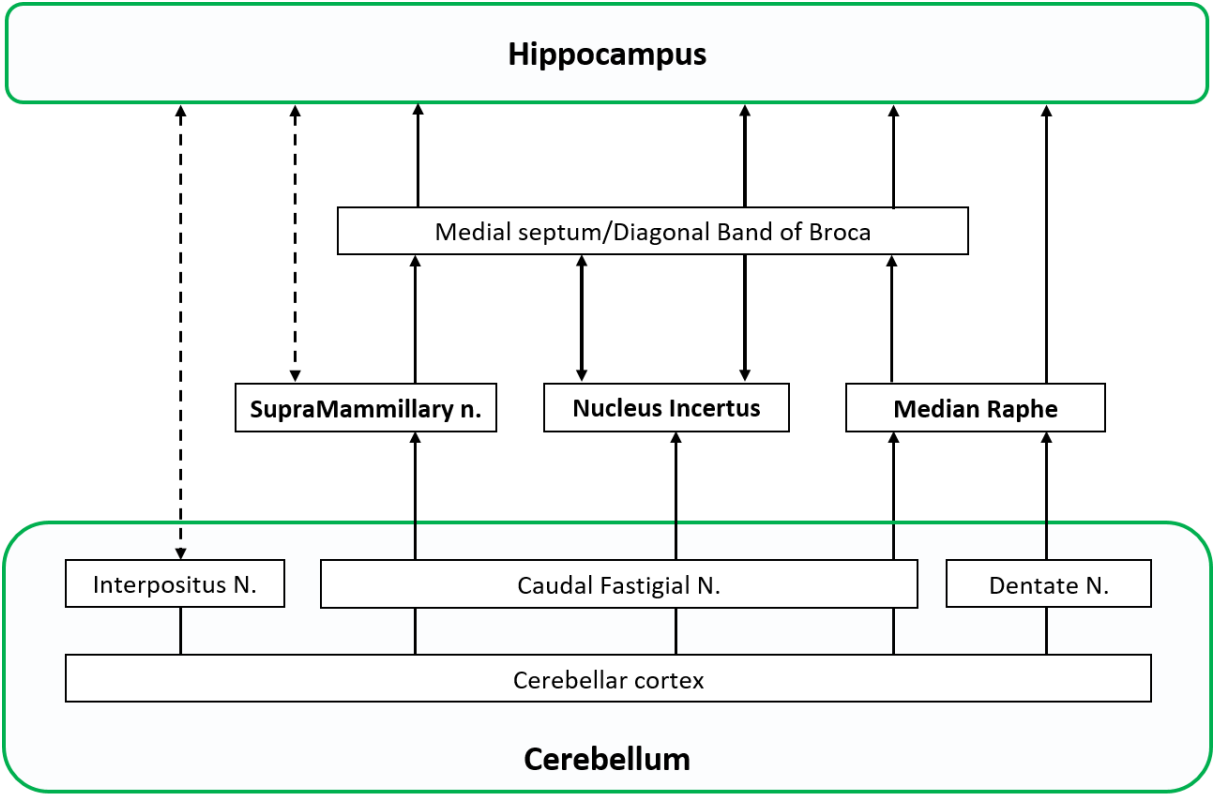 Hippocampus
Medial septum/Diagonal Band of Broca
SupraMammillary n.
Nucleus Incertus
Median Raphe
Interpositus N.
Caudal Fastigial N.
Dentate N.
Cerebellar cortex
Cerebellum